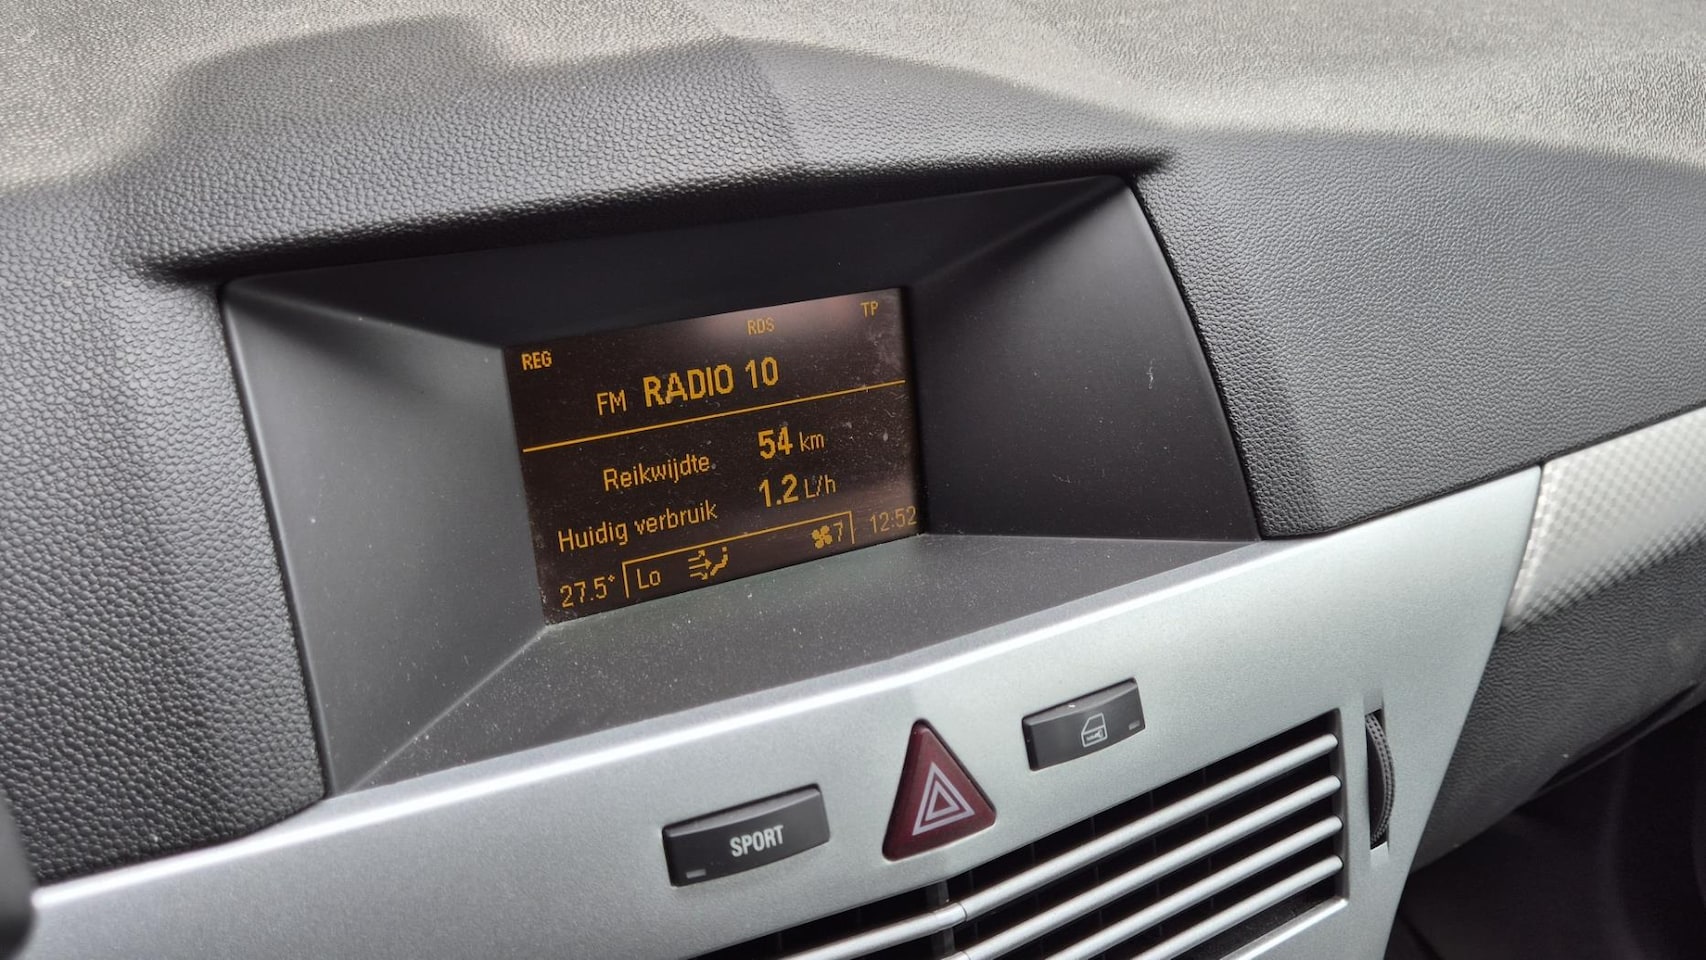 RDS TP
REG
FM RADIO 10
Reikwijdte 54 km
Huidig verbruik 1.2 L/h
27.5° Lo 7 12:52
SPORT